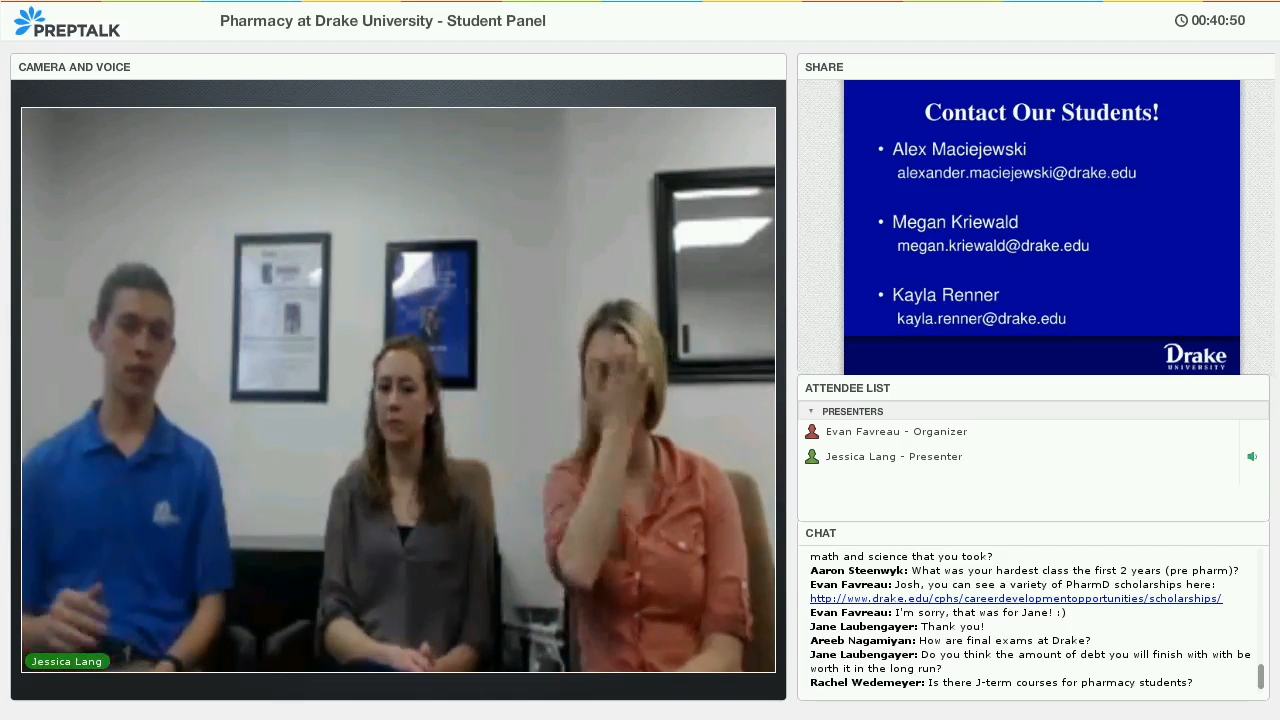 PREPTALK
Pharmacy at Drake University - Student Panel
00:40:50
CAMERA AND VOICE
Jessica Lang
SHARE
Contact Our Students!
• Alex Maciejewski
alexander.maciejewski@drake.edu
• Megan Kriewald
megan.kriewald@drake.edu
• Kayla Renner
kayla.renner@drake.edu
Drake
UNIVERSITY
ATTENDEE LIST
PRESENTERS
Evan Favreau - Organizer
Jessica Lang - Presenter
CHAT
math and science that you took?
Aaron Steenwyk: What was your hardest class the first 2 years (pre pharm)?
Evan Favreau: Josh, you can see a variety of PharmD scholarships here:
http://www.drake.edu/cphs/careerdevelopmentopportunities/scholarships/
Evan Favreau: I'm sorry, that was for Jane! :)
Jane Laubengayer: Thank you!
Areeb Nagamiyan: How are final exams at Drake?
Jane Laubengayer: Do you think the amount of debt you will finish with with be
worth it in the long run?
Rachel Wedemeyer: Is there J-term courses for pharmacy students?